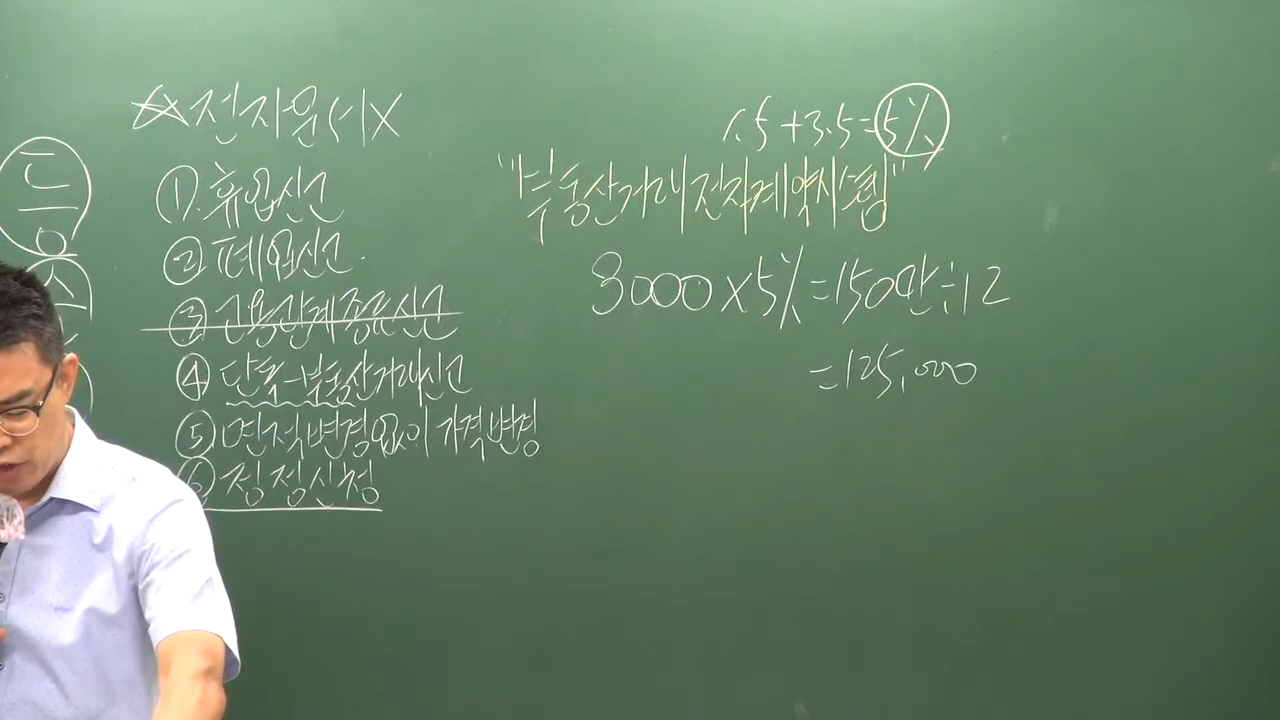 ☆전자문서X
①.휴업신고
②폐업신고.
③고용관계종료신고
④단독-부동산거래신고
⑤면적변경없이 가격변경
⑥정정신청
1.5+3.5=5%
"부동산거래전자계약시스템"
3000×5%=150만÷12
=125,000